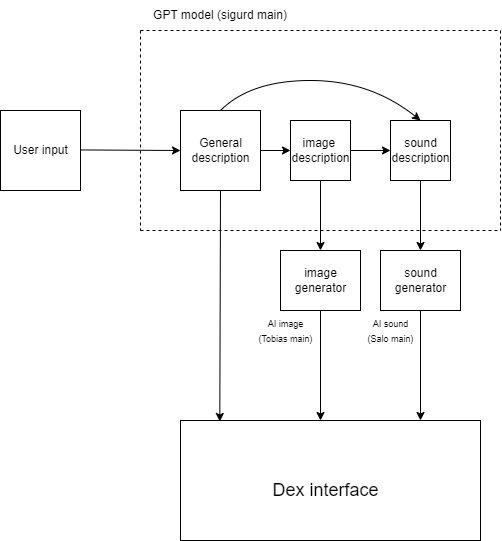 GPT model (sigurd main)
User input
General
description
image
description
sound
description
image
generator
sound
generator
AI image
(Tobias main)
AI sound
(Salo main)
Dex interface